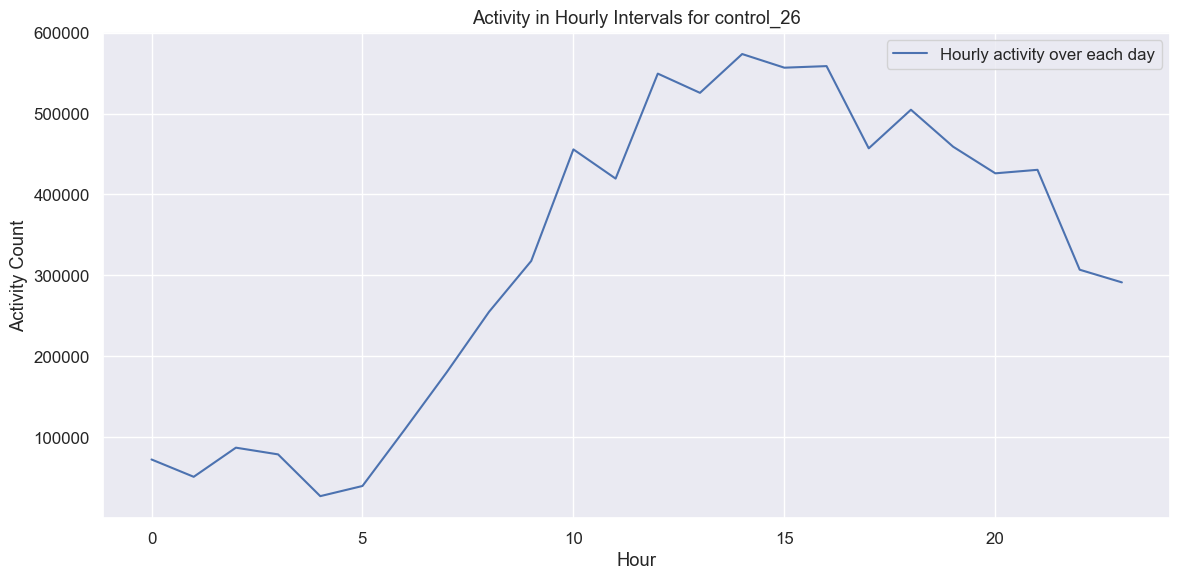 Activity in Hourly Intervals for control_26
Hourly activity over each day
600000
500000
400000
300000
200000
100000
Activity Count
0 5 10 15 20
Hour